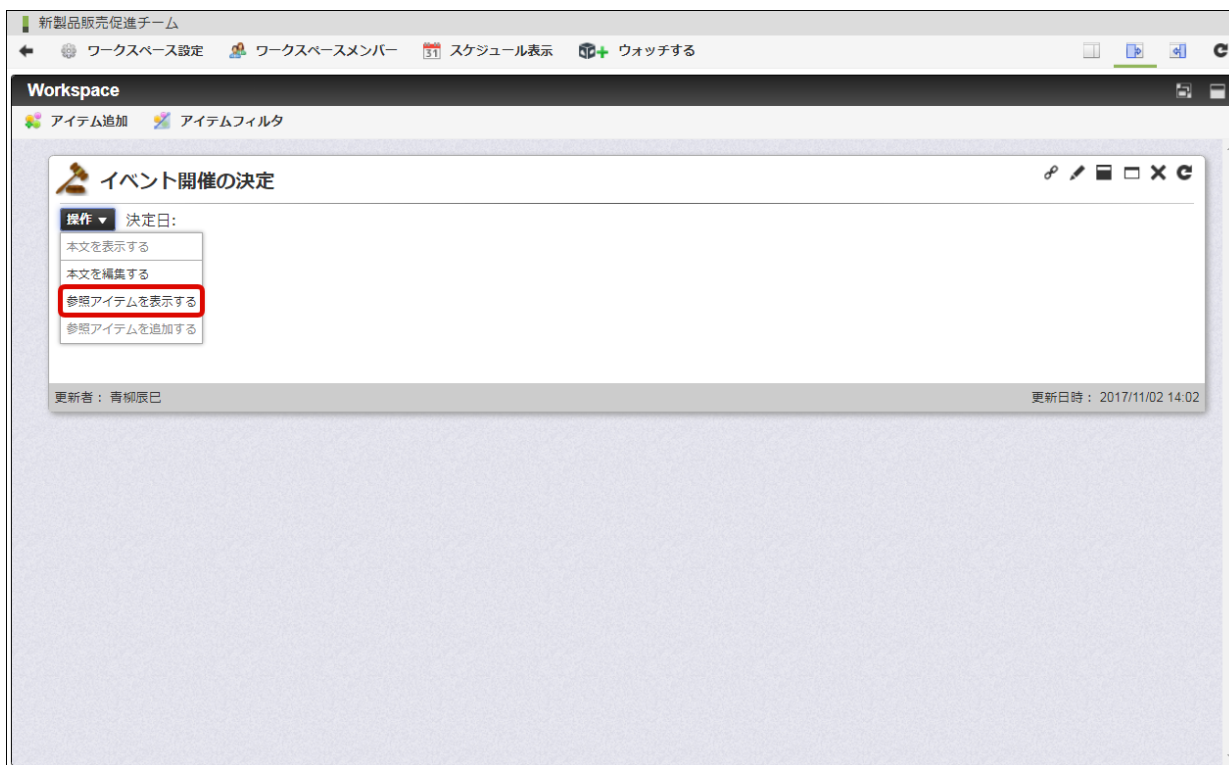 新製品販売促進チーム
ワークスペース設定 ワークスペースメンバー 31 スケジュール表示 ウォッチする
Workspace
アイテム追加 アイテムフィルタ
イベント開催の決定
操作 ▼ 決定日:
本文を表示する
本文を編集する
参照アイテムを表示する
参照アイテムを追加する
更新者： 青柳辰巳 更新日時： 2017/11/02 14:02